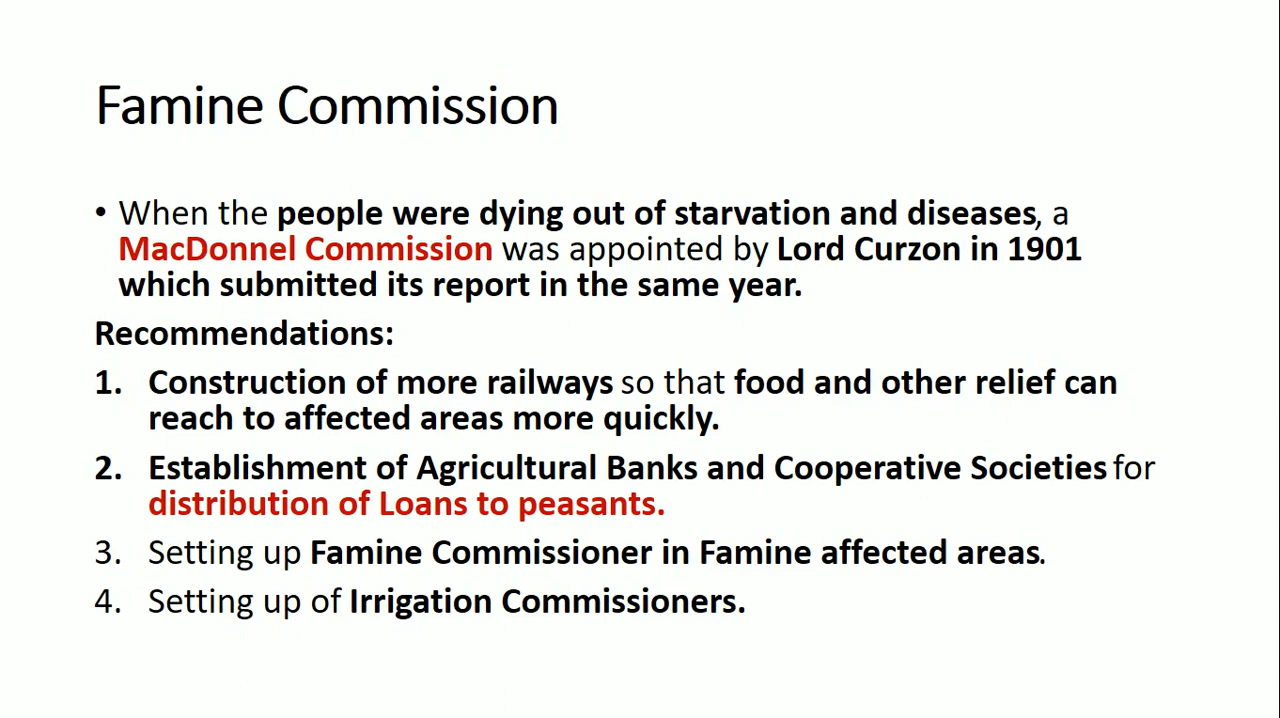 Famine Commission
• When the people were dying out of starvation and diseases, a
MacDonnel Commission was appointed by Lord Curzon in 1901
which submitted its report in the same year.
Recommendations:
1. Construction of more railways so that food and other relief can
reach to affected areas more quickly.
2. Establishment of Agricultural Banks and Cooperative Societies for
distribution of Loans to peasants.
3. Setting up Famine Commissioner in Famine affected areas.
4. Setting up of Irrigation Commissioners.